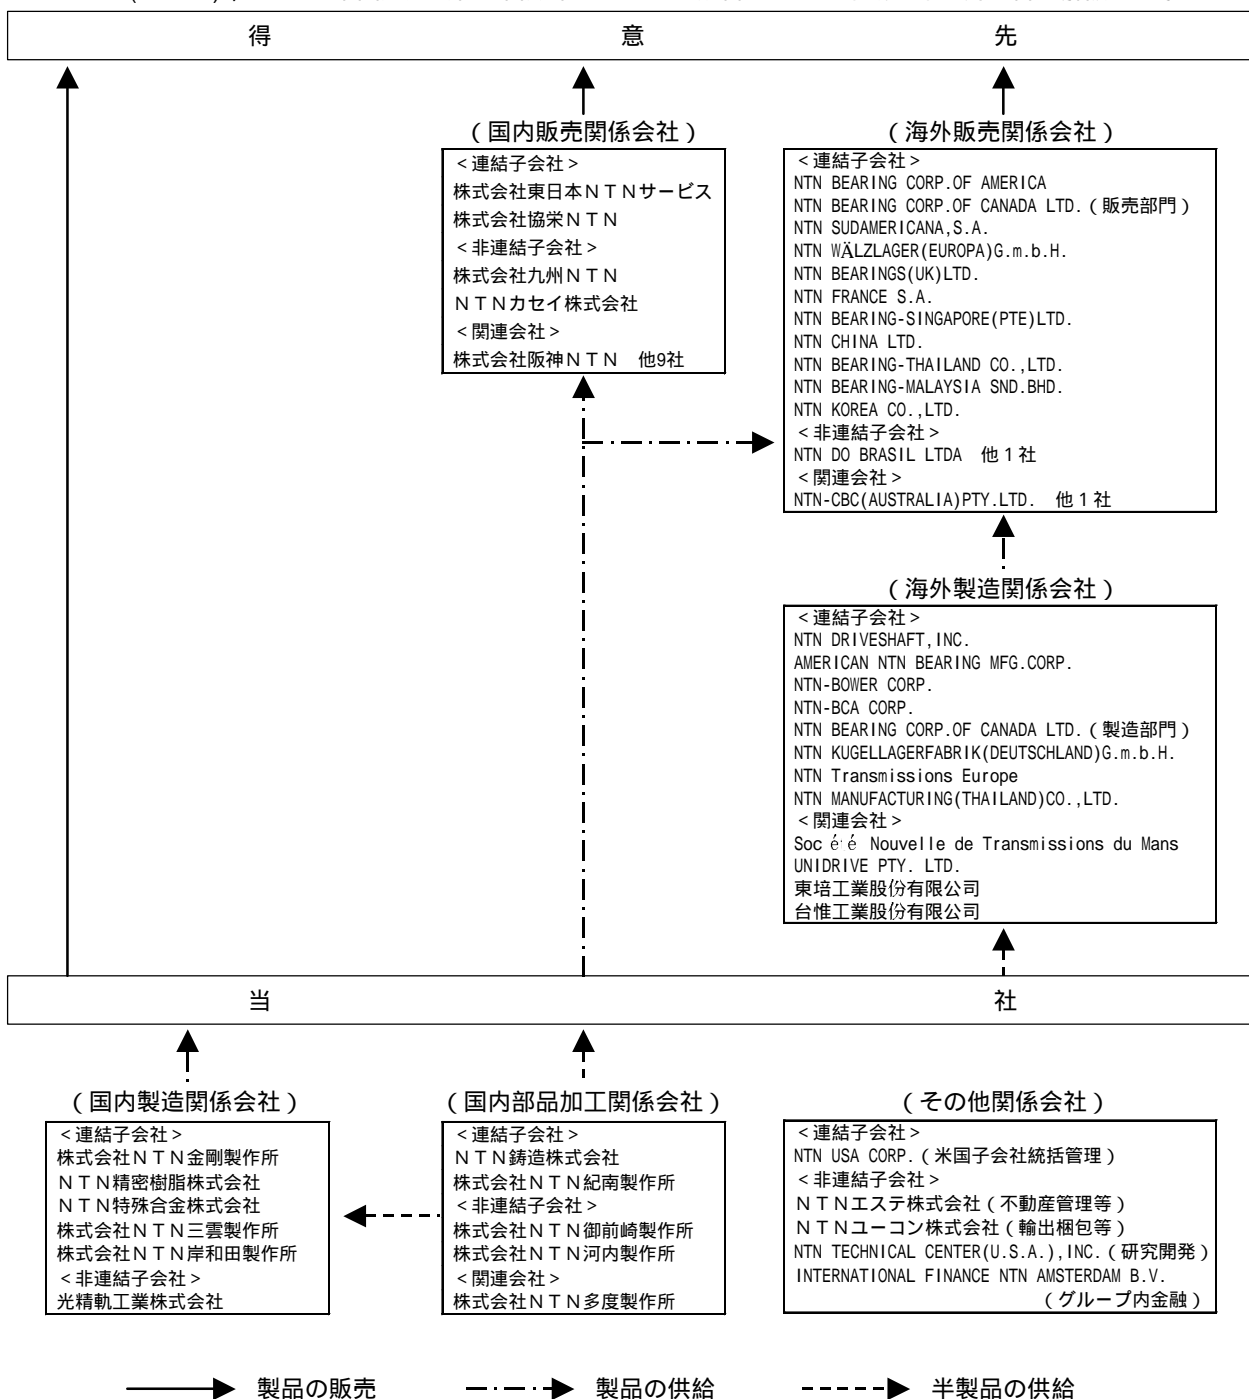 得 意 先
(国内販売関係会社)
<連結子会社>
株式会社東日本NTNサービス
株式会社協栄NTN
<非連結子会社>
株式会社九州NTN
NTNカセイ株式会社
<関連会社>
株式会社阪神NTN 他9社
(海外販売関係会社)
<連結子会社>
NTN BEARING CORP.OF AMERICA
NTN BEARING CORP.OF CANADA LTD.(販売部門)
NTN SUDAMERICANA,S.A.
NTN WÄLZLAGER(EUROPA)G.m.b.H.
NTN BEARINGS(UK)LTD.
NTN FRANCE S.A.
NTN BEARING-SINGAPORE(PTE)LTD.
NTN CHINA LTD.
NTN BEARING-THAILAND CO.,LTD.
NTN BEARING-MALAYSIA SND.BHD.
NTN KOREA CO.,LTD.
<非連結子会社>
NTN DO BRASIL LTDA 他1社
<関連会社>
NTN-CBC(AUSTRALIA)PTY.LTD. 他1社
(海外製造関係会社)
<連結子会社>
NTN DRIVESHAFT,INC.
AMERICAN NTN BEARING MFG.CORP.
NTN-BOWER CORP.
NTN-BCA CORP.
NTN BEARING CORP.OF CANADA LTD.(製造部門)
NTN KUGELLAGERFABRIK(DEUTSCHLAND)G.m.b.H.
NTN Transmissions Europe
NTN MANUFACTURING(THAILAND)CO.,LTD.
<関連会社>
Nouvelle de Transmissions du Mans
UNIDRIVE PTY. LTD.
東培工業股份有限公司
台惟工業股份有限公司
当 社
(国内製造関係会社)
<連結子会社>
株式会社NTN金剛製作所
NTN精密樹脂株式会社
NTN特殊合金株式会社
株式会社NTN三雲製作所
株式会社NTN岸和田製作所
<非連結子会社>
光精軌工業株式会社
(国内部品加工関係会社)
<連結子会社>
NTN鋳造株式会社
株式会社NTN紀南製作所
<非連結子会社>
株式会社NTN御前崎製作所
株式会社NTN河内製作所
<関連会社>
株式会社NTN多度製作所
(その他関係会社)
<連結子会社>
NTN USA CORP.(米国子会社統括管理)
<非連結子会社>
NTNエステ株式会社(不動産管理等)
NTNユーコン株式会社(輸出梱包等)
NTN TECHNICAL CENTER(U.S.A.),INC.(研究開発)
INTERNATIONAL FINANCE NTN AMSTERDAM B.V.
(グループ内金融)
製品の販売 製品の供給 半製品の供給